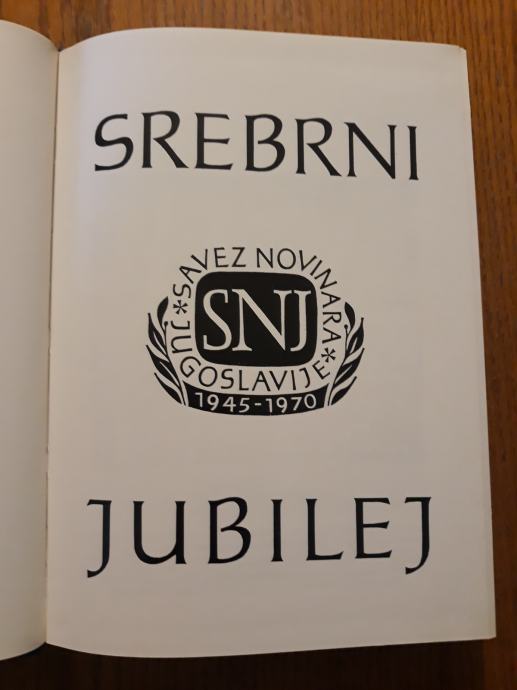 SREBRNI
*SAVEZ NOVINARA*
SNJ
JUGOSLAVIJE
1945-1970
JUBILEJ